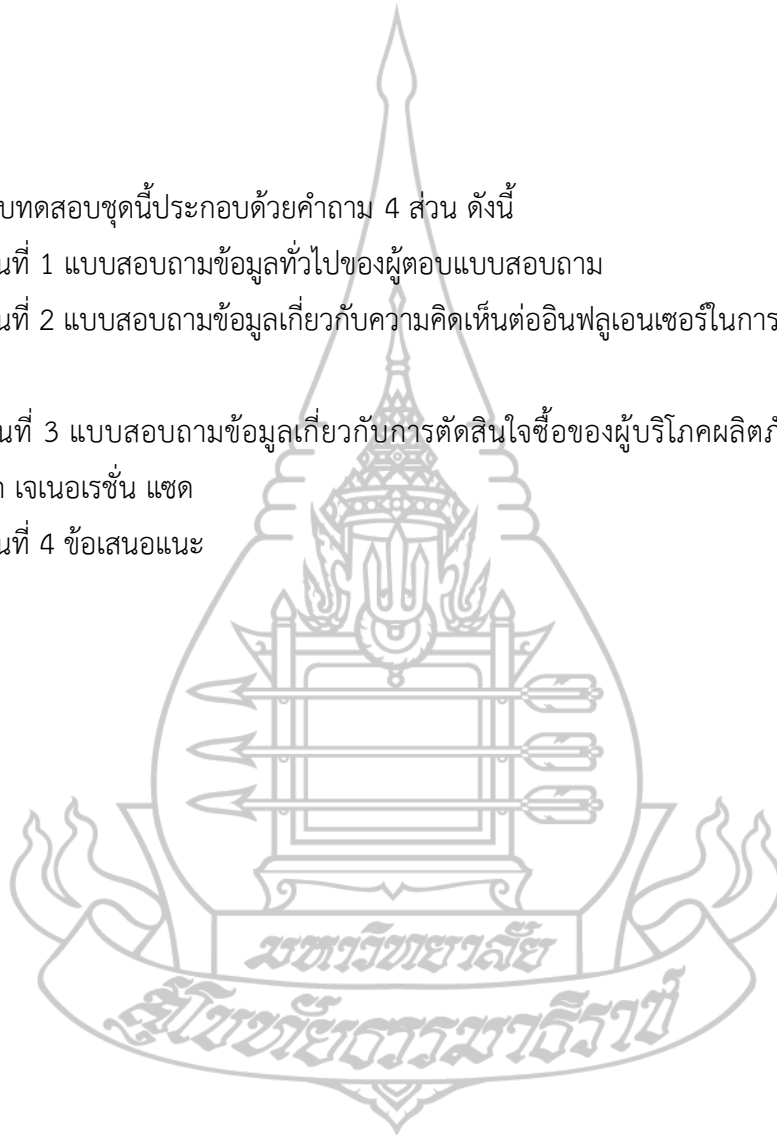 บทดสอบชุดนี้ประกอบด้วยคำถาม 4 ส่วน ดังนี้
นที่ 1 แบบสอบถามข้อมูลทั่วไปของผู้ตอบแบบสอบถาม
นที่ 2 แบบสอบถามข้อมูลเกี่ยวกับความคิดเห็นต่ออินฟลูเอนเซอร์ในการ
นที่ 3 แบบสอบถามข้อมูลเกี่ยวกับการตัดสินใจซื้อของผู้บริโภคผลิตภั
เจเนอเรชั่น แซด
นที่ 4 ข้อเสนอแนะ
มหาวิทยาลัย
สุโขทัยธรรมาธิราช